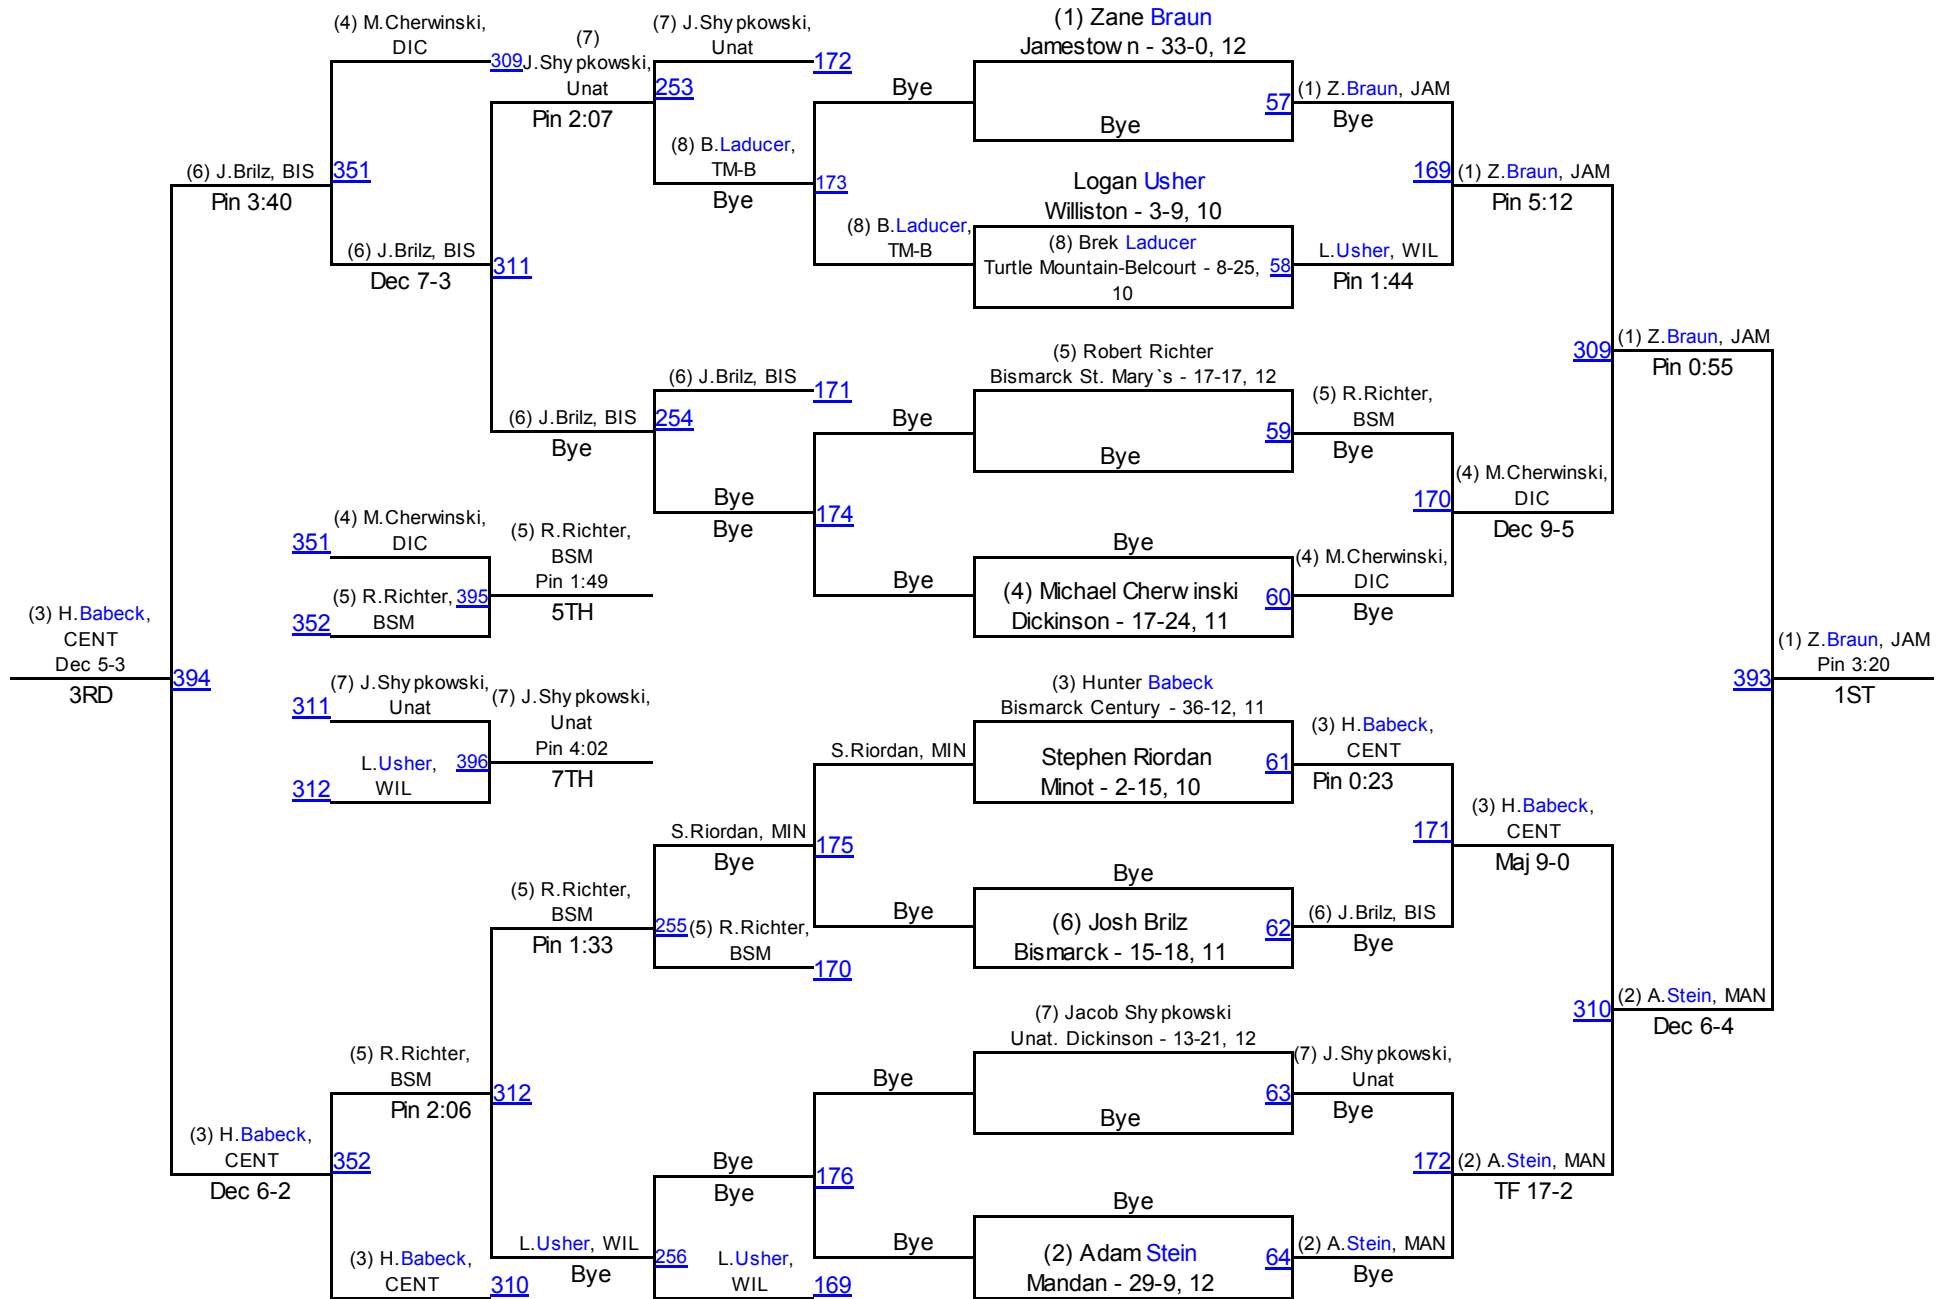 (4) M.Cherwinski,
DIC
309
(7)
J.Shypkowski,
Unat
Pin 2:07
(7) J.Shypkowski,
Unat
172
253
(8) B.Laducer,
TM-B
Bye
173
Bye
(8) B.Laducer,
TM-B
(6) J.Brilz, BIS
Pin 3:40
351
(6) J.Brilz, BIS
Dec 7-3
311
(6) J.Brilz, BIS
Bye
254
(6) J.Brilz, BIS
171
Bye
Bye
174
Bye
Bye
351
(4) M.Cherwinski,
DIC
352
(5) R.Richter,
BSM
395
(5) R.Richter,
BSM
Pin 1:49
5TH
(3) H.Babeck,
CENT
Dec 5-3
3RD
394
311
(7) J.Shypkowski,
Unat
312
L.Usher,
WIL
396
(7) J.Shypkowski,
Unat
Pin 4:02
7TH
S.Riordan, MIN
S.Riordan, MIN
Bye
175
Bye
(5) R.Richter,
BSM
Pin 1:33
255
(5) R.Richter,
BSM
170
(5) R.Richter,
BSM
Pin 2:06
312
(3) H.Babeck,
CENT
Dec 6-2
352
(3) H.Babeck,
CENT
310
L.Usher, WIL
Bye
256
L.Usher,
WIL
169
Bye
Bye
176
Bye
Bye
(1) Zane Braun
Jamestown - 33-0, 12
Bye
57
(1) Z.Braun, JAM
Bye
Logan Usher
Williston - 3-9, 10
(8) Brek Laducer
Turtle Mountain-Belcourt - 8-25,
10
58
L.Usher, WIL
Pin 1:44
169
(1) Z.Braun, JAM
Pin 5:12
(5) Robert Richter
Bismarck St. Mary`s - 17-17, 12
Bye
59
(5) R.Richter,
BSM
Bye
Bye
(4) Michael Cherwinski
Dickinson - 17-24, 11
60
(4) M.Cherwinski,
DIC
Bye
170
(4) M.Cherwinski,
DIC
Dec 9-5
309
(1) Z.Braun, JAM
Pin 0:55
(3) Hunter Babeck
Bismarck Century - 36-12, 11
Stephen Riordan
Minot - 2-15, 10
61
(3) H.Babeck,
CENT
Pin 0:23
Bye
(6) Josh Brilz
Bismarck - 15-18, 11
62
(6) J.Brilz, BIS
Bye
171
(3) H.Babeck,
CENT
Maj 9-0
(7) Jacob Shypkowski
Unat. Dickinson - 13-21, 12
Bye
63
(7) J.Shypkowski,
Unat
Bye
Bye
(2) Adam Stein
Mandan - 29-9, 12
64
(2) A.Stein, MAN
Bye
172
(2) A.Stein, MAN
TF 17-2
310
(2) A.Stein, MAN
Dec 6-4
393
(1) Z.Braun, JAM
Pin 3:20
1ST